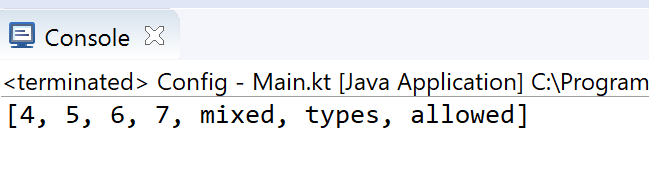 Console
<terminated> Config - Main.kt [Java Application] C:\Program
[4, 5, 6, 7, mixed, types, allowed]